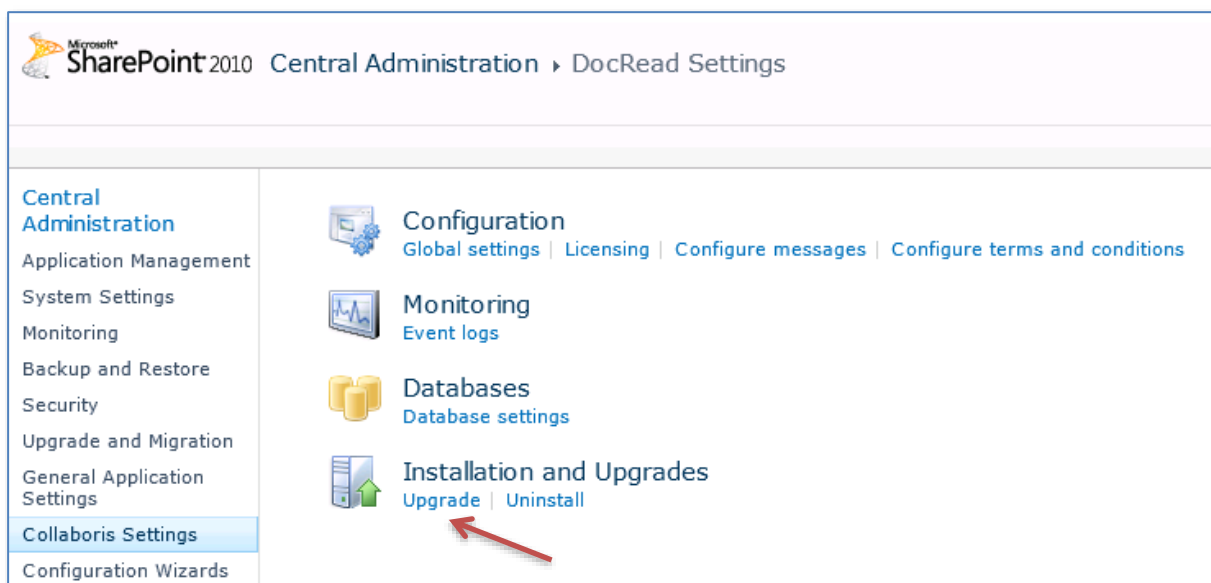 Microsoft®
SharePoint 2010 Central Administration ▸ DocRead Settings
Central
Administration
Application Management
System Settings
Monitoring
Backup and Restore
Security
Upgrade and Migration
General Application
Settings
Collaboris Settings
Configuration Wizards
Configuration
Global settings | Licensing | Configure messages | Configure terms and conditions
Monitoring
Event logs
Databases
Database settings
Installation and Upgrades
Upgrade | Uninstall